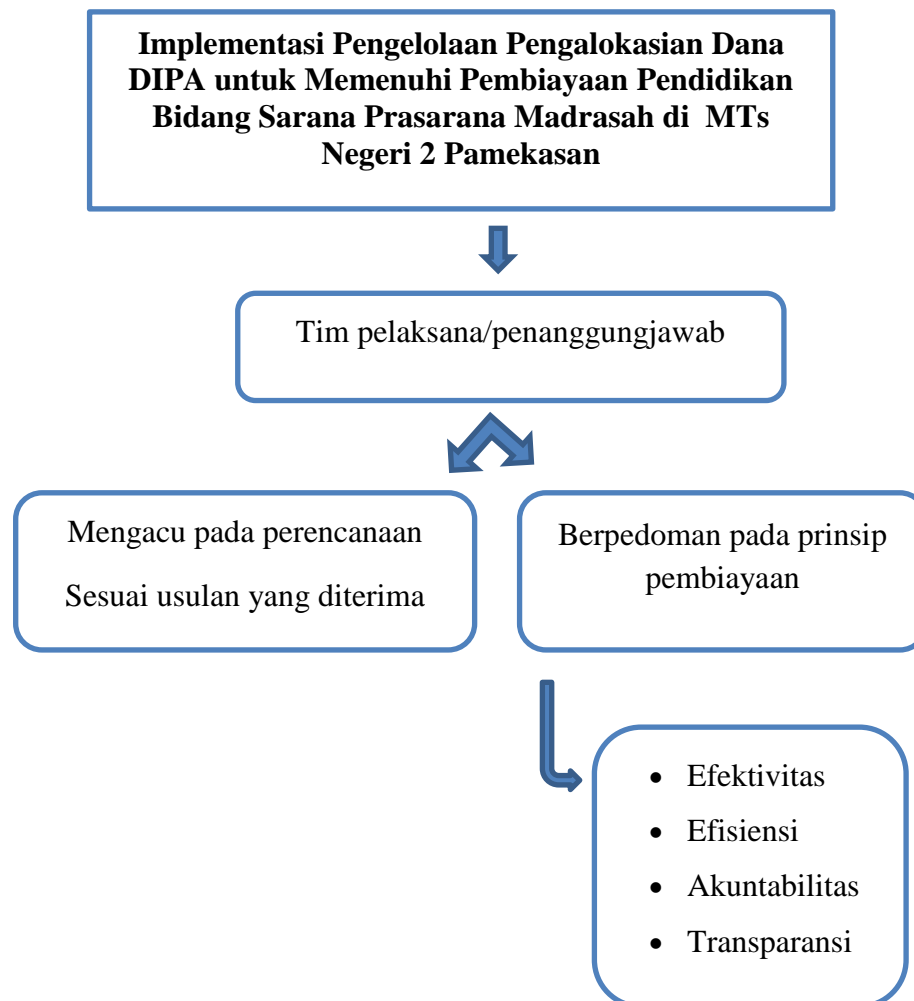 Implementasi Pengelolaan Pengalokasian Dana
DIPA untuk Memenuhi Pembiayaan Pendidikan
Bidang Sarana Prasarana Madrasah di MTs
Negeri 2 Pamekasan
Tim pelaksana/penanggungjawab
Mengacu pada perencanaan
Sesuai usulan yang diterima
Berpedoman pada prinsip
pembiayaan
• Efektivitas
• Efisiensi
• Akuntabilitas
• Transparansi